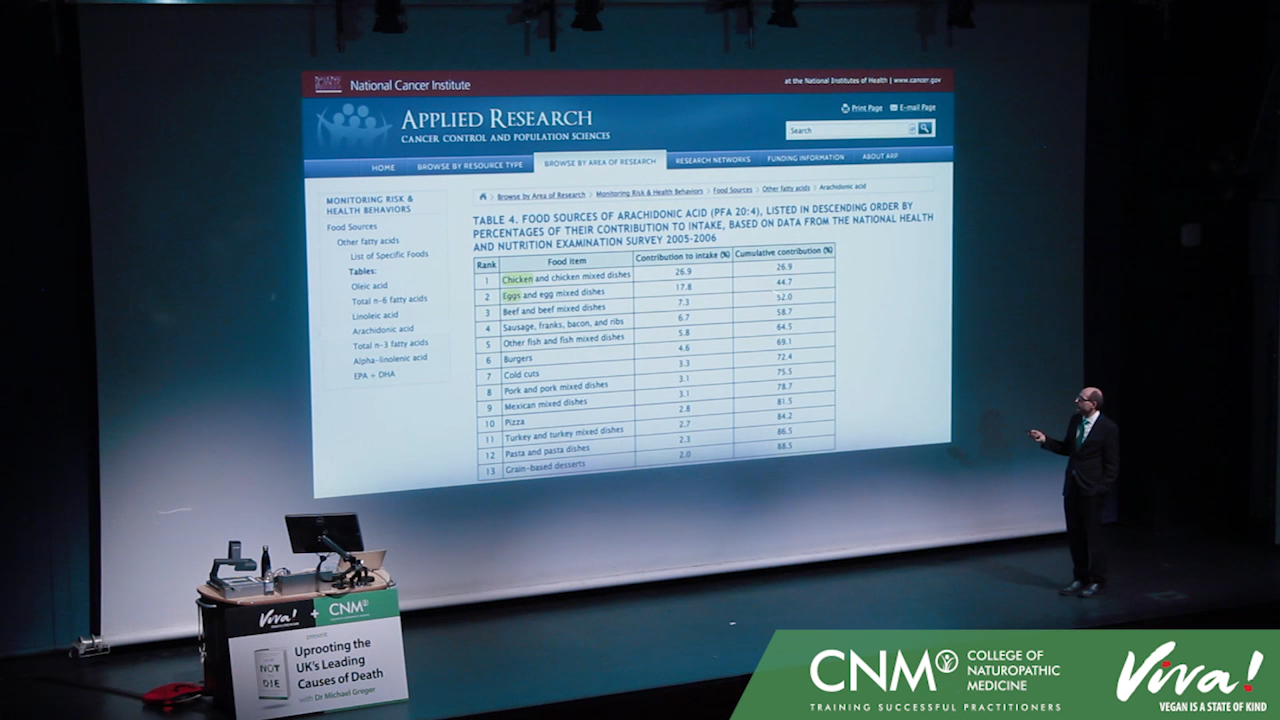 National Cancer Institute
at the National Institutes of Health | www.cancer.gov
APPLIED RESEARCH
CANCER CONTROL AND POPULATION SCIENCES
Print Page E-mail Page
Search
HOME BROWSE BY RESOURCE TYPE BROWSE BY AREA OF RESEARCH RESEARCH NETWORKS FUNDING INFORMATION ABOUT ARP
MONITORING RISK &
HEALTH BEHAVIORS
Food Sources
Other fatty acids
List of Specific Foods
Tables:
Oleic acid
Total n-6 fatty acids
Linoleic acid
Arachidonic acid
Total n-3 fatty acids
Alpha-linolenic acid
EPA + DHA
Browse by Area of Research > Monitoring Risk & Health Behaviors > Food Sources > Other fatty acids > Arachidonic acid
TABLE 4. FOOD SOURCES OF ARACHIDONIC ACID (PFA 20:4), LISTED IN DESCENDING ORDER BY
PERCENTAGES OF THEIR CONTRIBUTION TO INTAKE, BASED ON DATA FROM THE NATIONAL HEALTH
AND NUTRITION EXAMINATION SURVEY 2005-2006
Rank Food item Contribution to intake (%) Cumulative contribution (%)
1 Chicken and chicken mixed dishes 26.9 26.9
2 Eggs and egg mixed dishes 17.8 44.7
3 Beef and beef mixed dishes 7.3 52.0
4 Sausage, franks, bacon, and ribs 6.7 58.7
5 Other fish and fish mixed dishes 5.8 64.5
6 Burgers 4.6 69.1
7 Cold cuts 3.3 72.4
8 Pork and pork mixed dishes 3.1 75.5
9 Mexican mixed dishes 3.1 78.7
10 Pizza 2.8 81.5
11 Turkey and turkey mixed dishes 2.7 84.2
12 Pasta and pasta dishes 2.3 86.5
13 Grain-based desserts 2.0 88.5
Viva! + CNM
present
Uprooting the
UK's Leading
Causes of Death
with Dr Michael Greger
NOT
DIE
CNM COLLEGE OF
NATUROPATHIC
MEDICINE
TRAINING SUCCESSFUL PRACTITIONERS
Viva!
VEGAN IS A STATE OF KIND